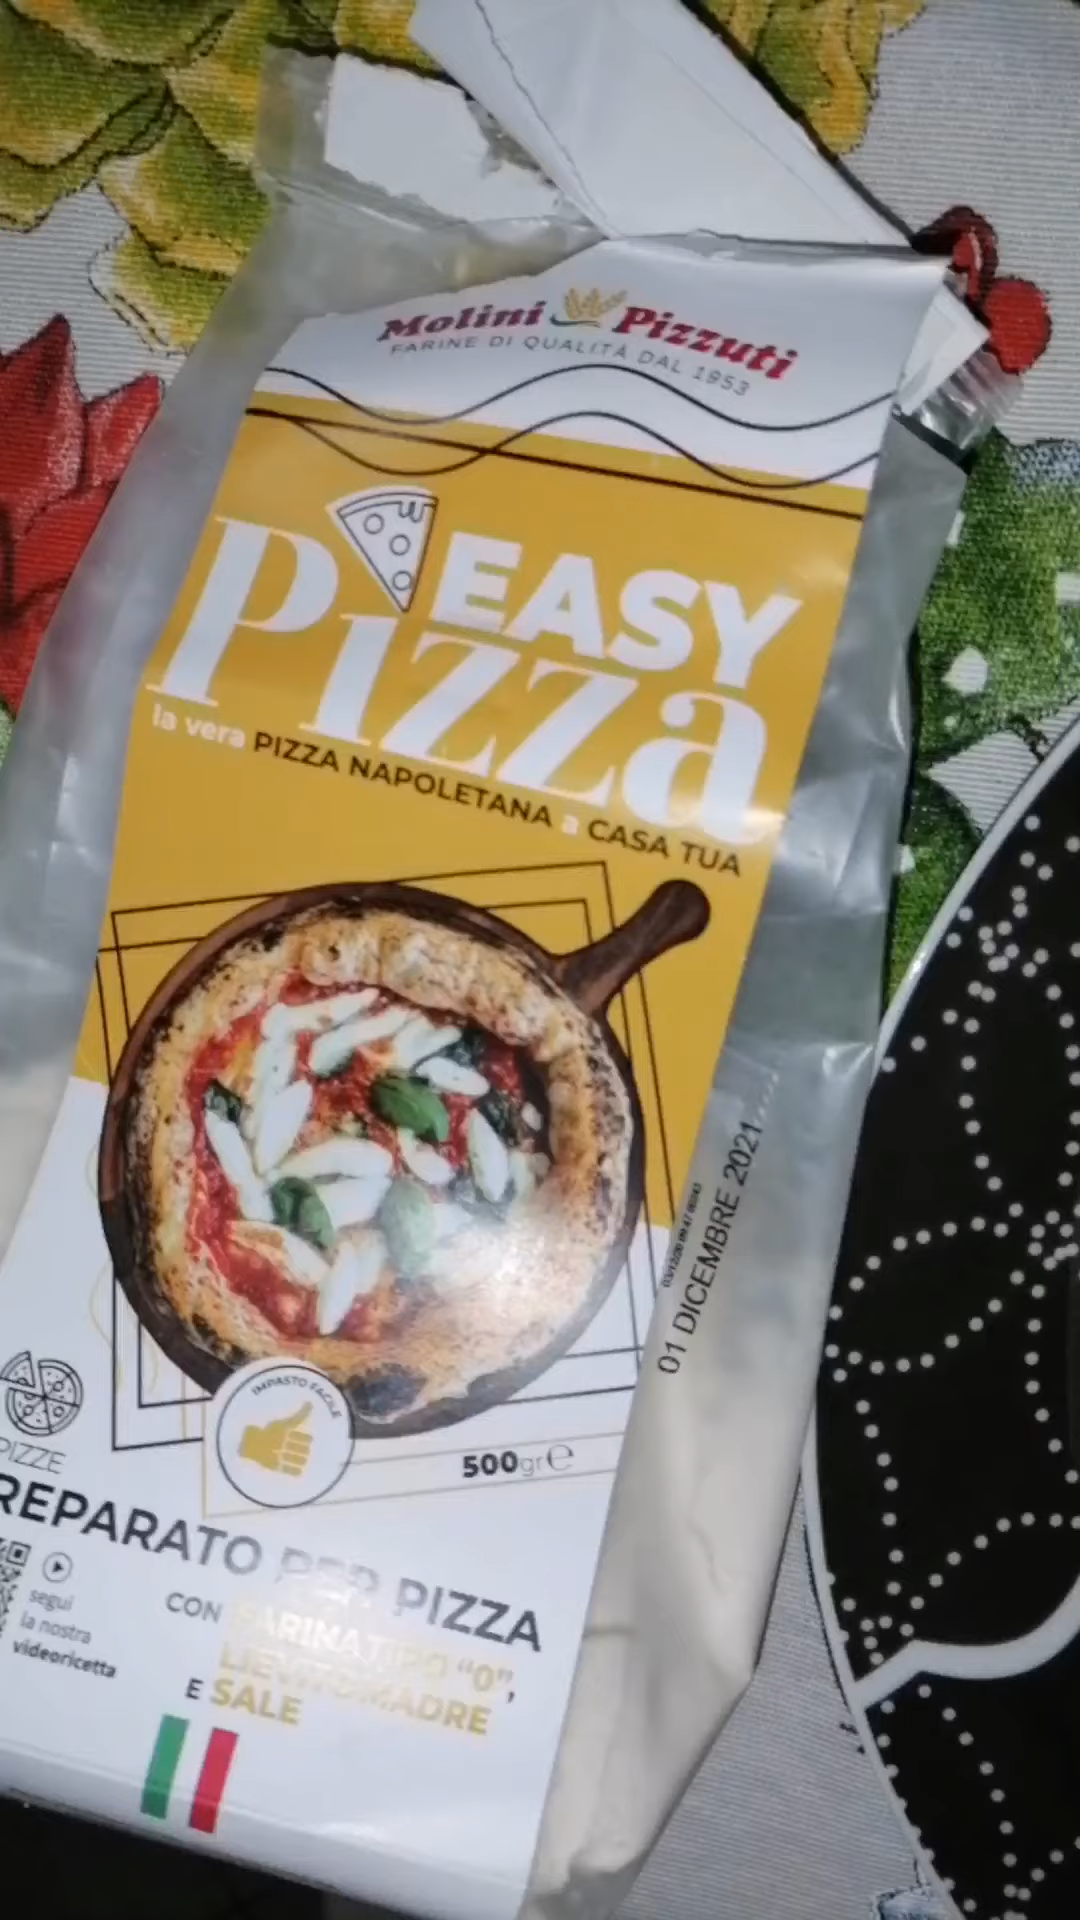 Molini Pizzuti
FARINE DI QUALITÀ DAL 1953
EASY
Pizza
la vera PIZZA NAPOLETANA a CASA TUA
01 DICEMBRE 2021
IMPASTO FACILE
500gr e
PIZZE
REPARATO PER PIZZA
CON FARINA TIPO "0",
LIEVITO MADRE
E SALE
segui
la nostra
videoricetta